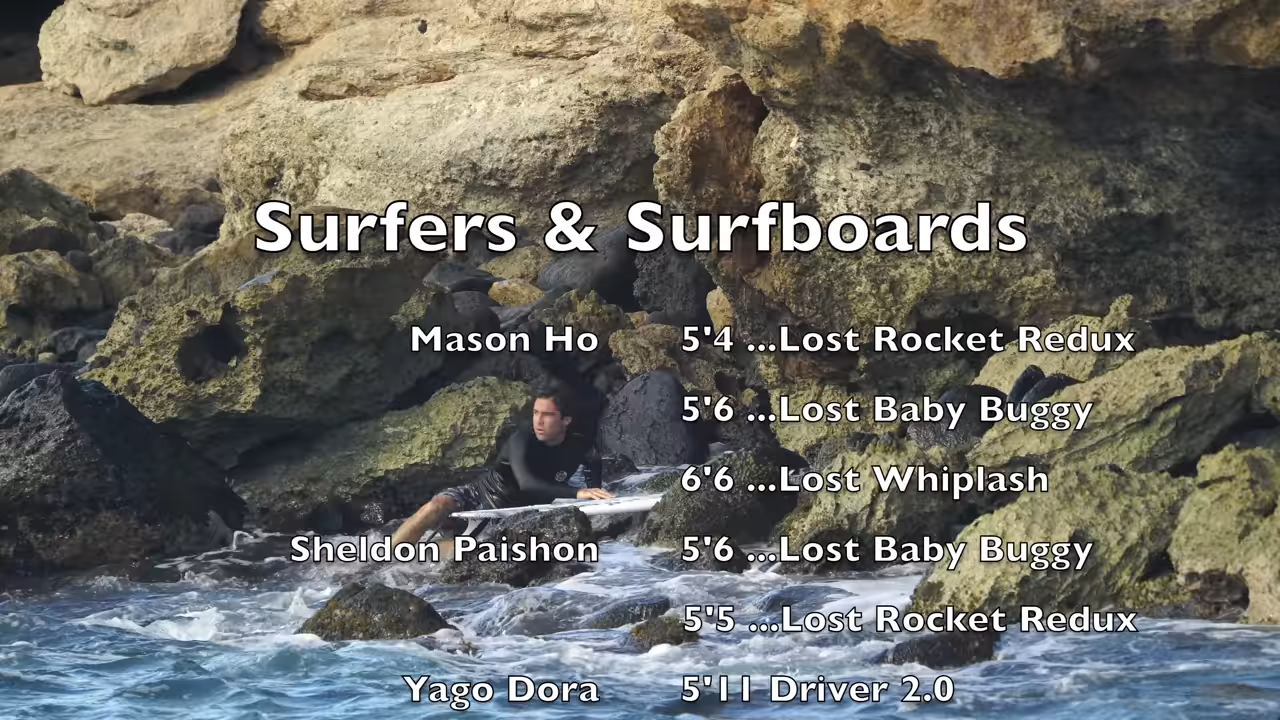 Surfers & Surfboards
Mason Ho 5'4 ...Lost Rocket Redux
5'6 ...Lost Baby Buggy
6'6 ...Lost Whiplash
Sheldon Paishon 5'6 ...Lost Baby Buggy
5'5 ...Lost Rocket Redux
Yago Dora 5'11 Driver 2.0